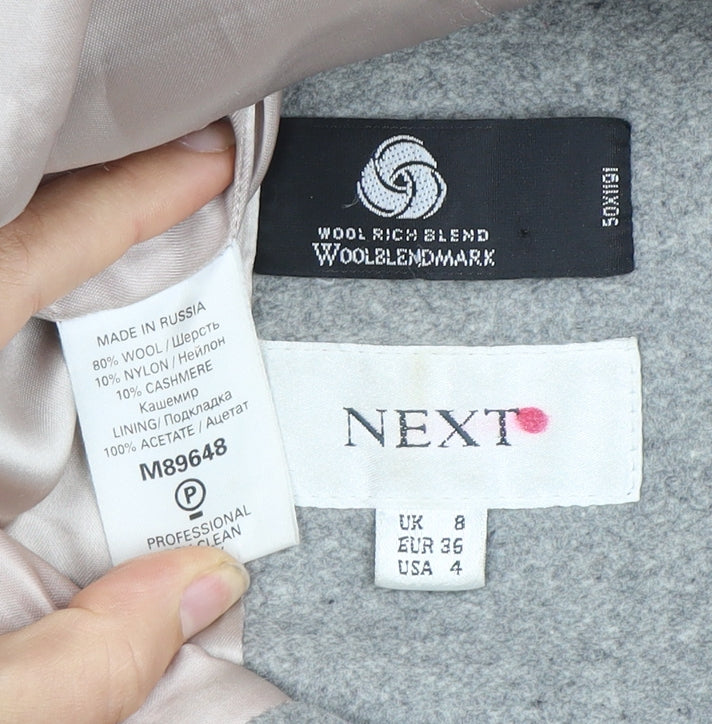 WOOL RICH BLEND
WOOLBLENDMARK
50X1191
MADE IN RUSSIA
80% WOOL/Шерсть
10% NYLON/Нейлон
10% CASHMERE
Кашемир
LINING/Подкладка
100% ACETATE/Ацетат
M89648
P
PROFESSIONAL
CLEAN
NEXT
UK 8
EUR 36
USA 4